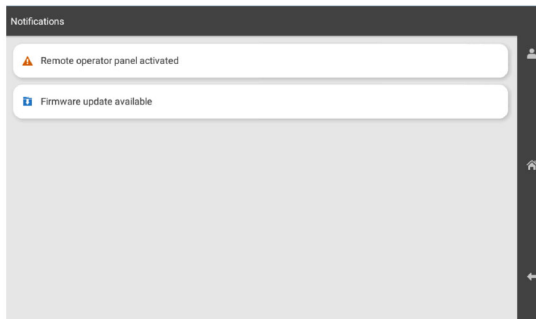 Notifications
Remote operator panel activated
Firmware update available